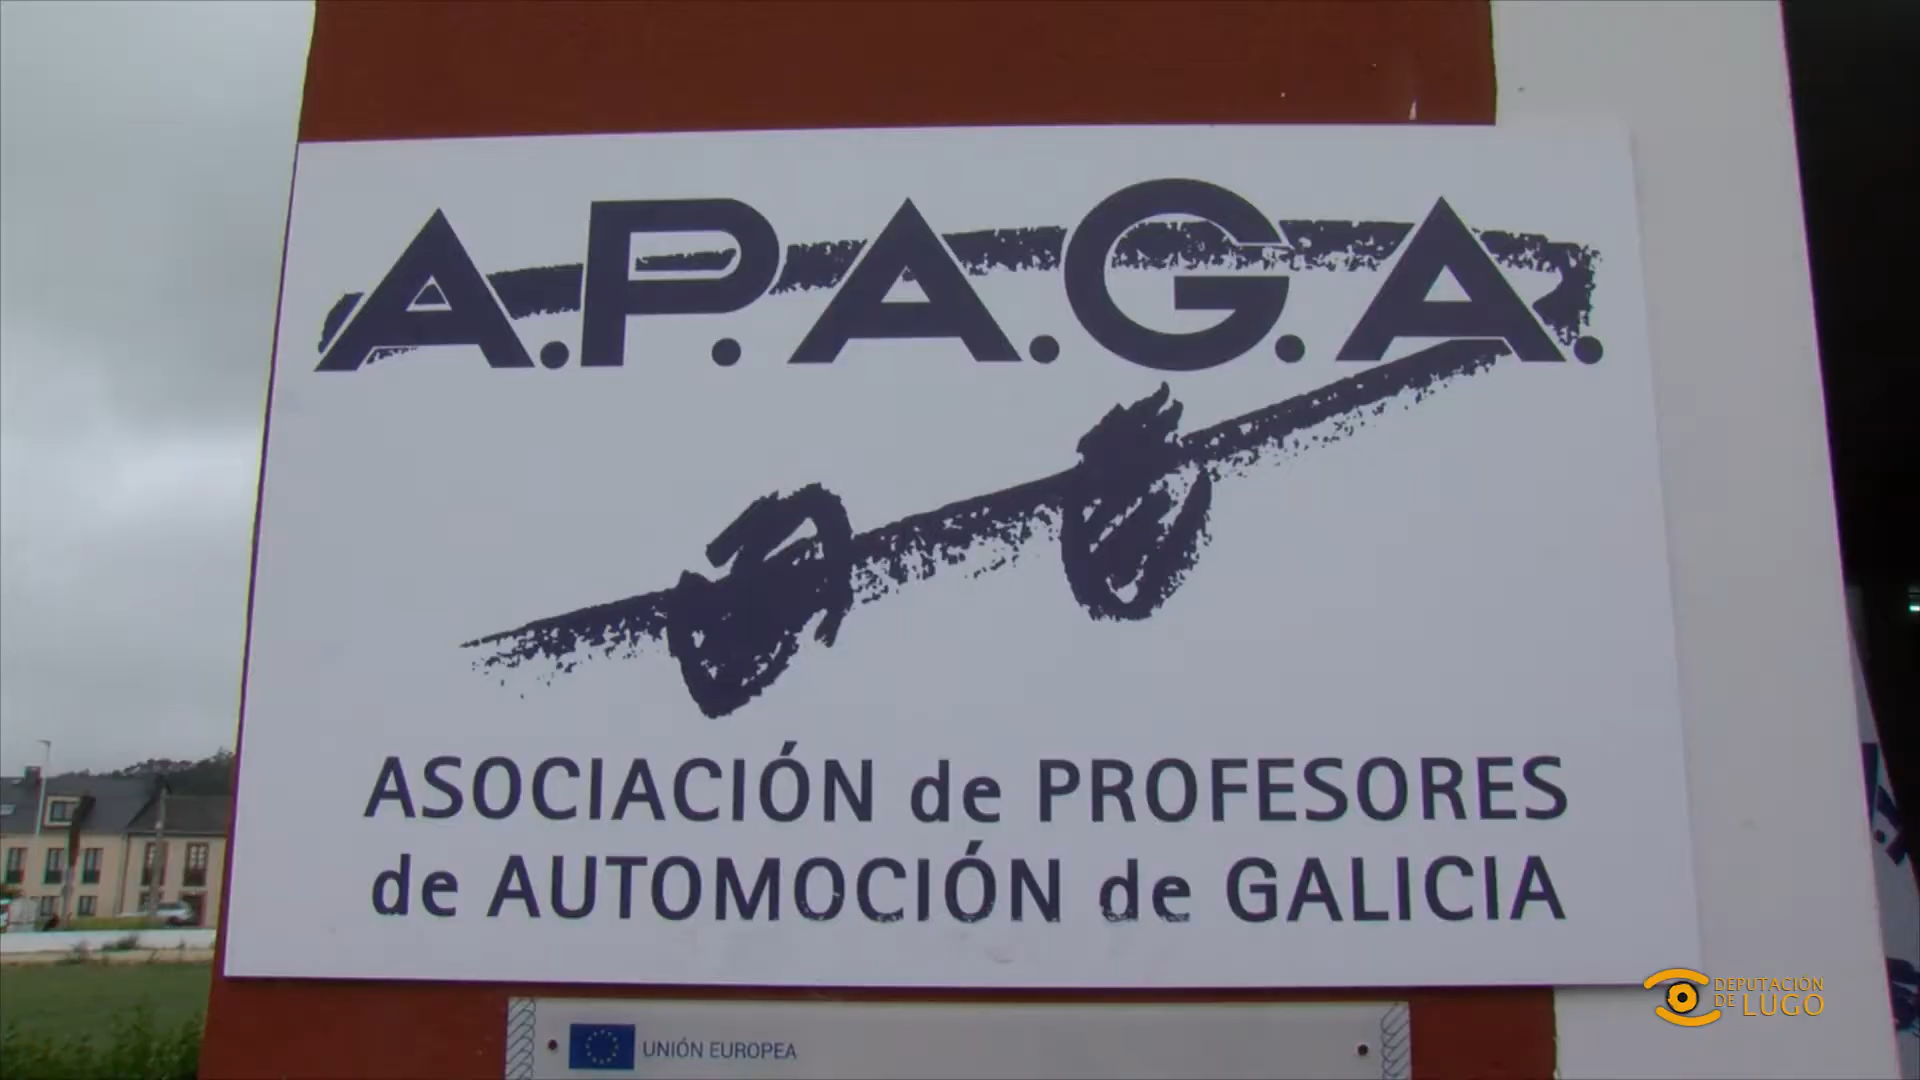 A.P.A.G.A.
ASOCIACIÓN de PROFESORES
de AUTOMOCIÓN de GALICIA
UNIÓN EUROPEA
DEPUTACIÓN
DE LUGO